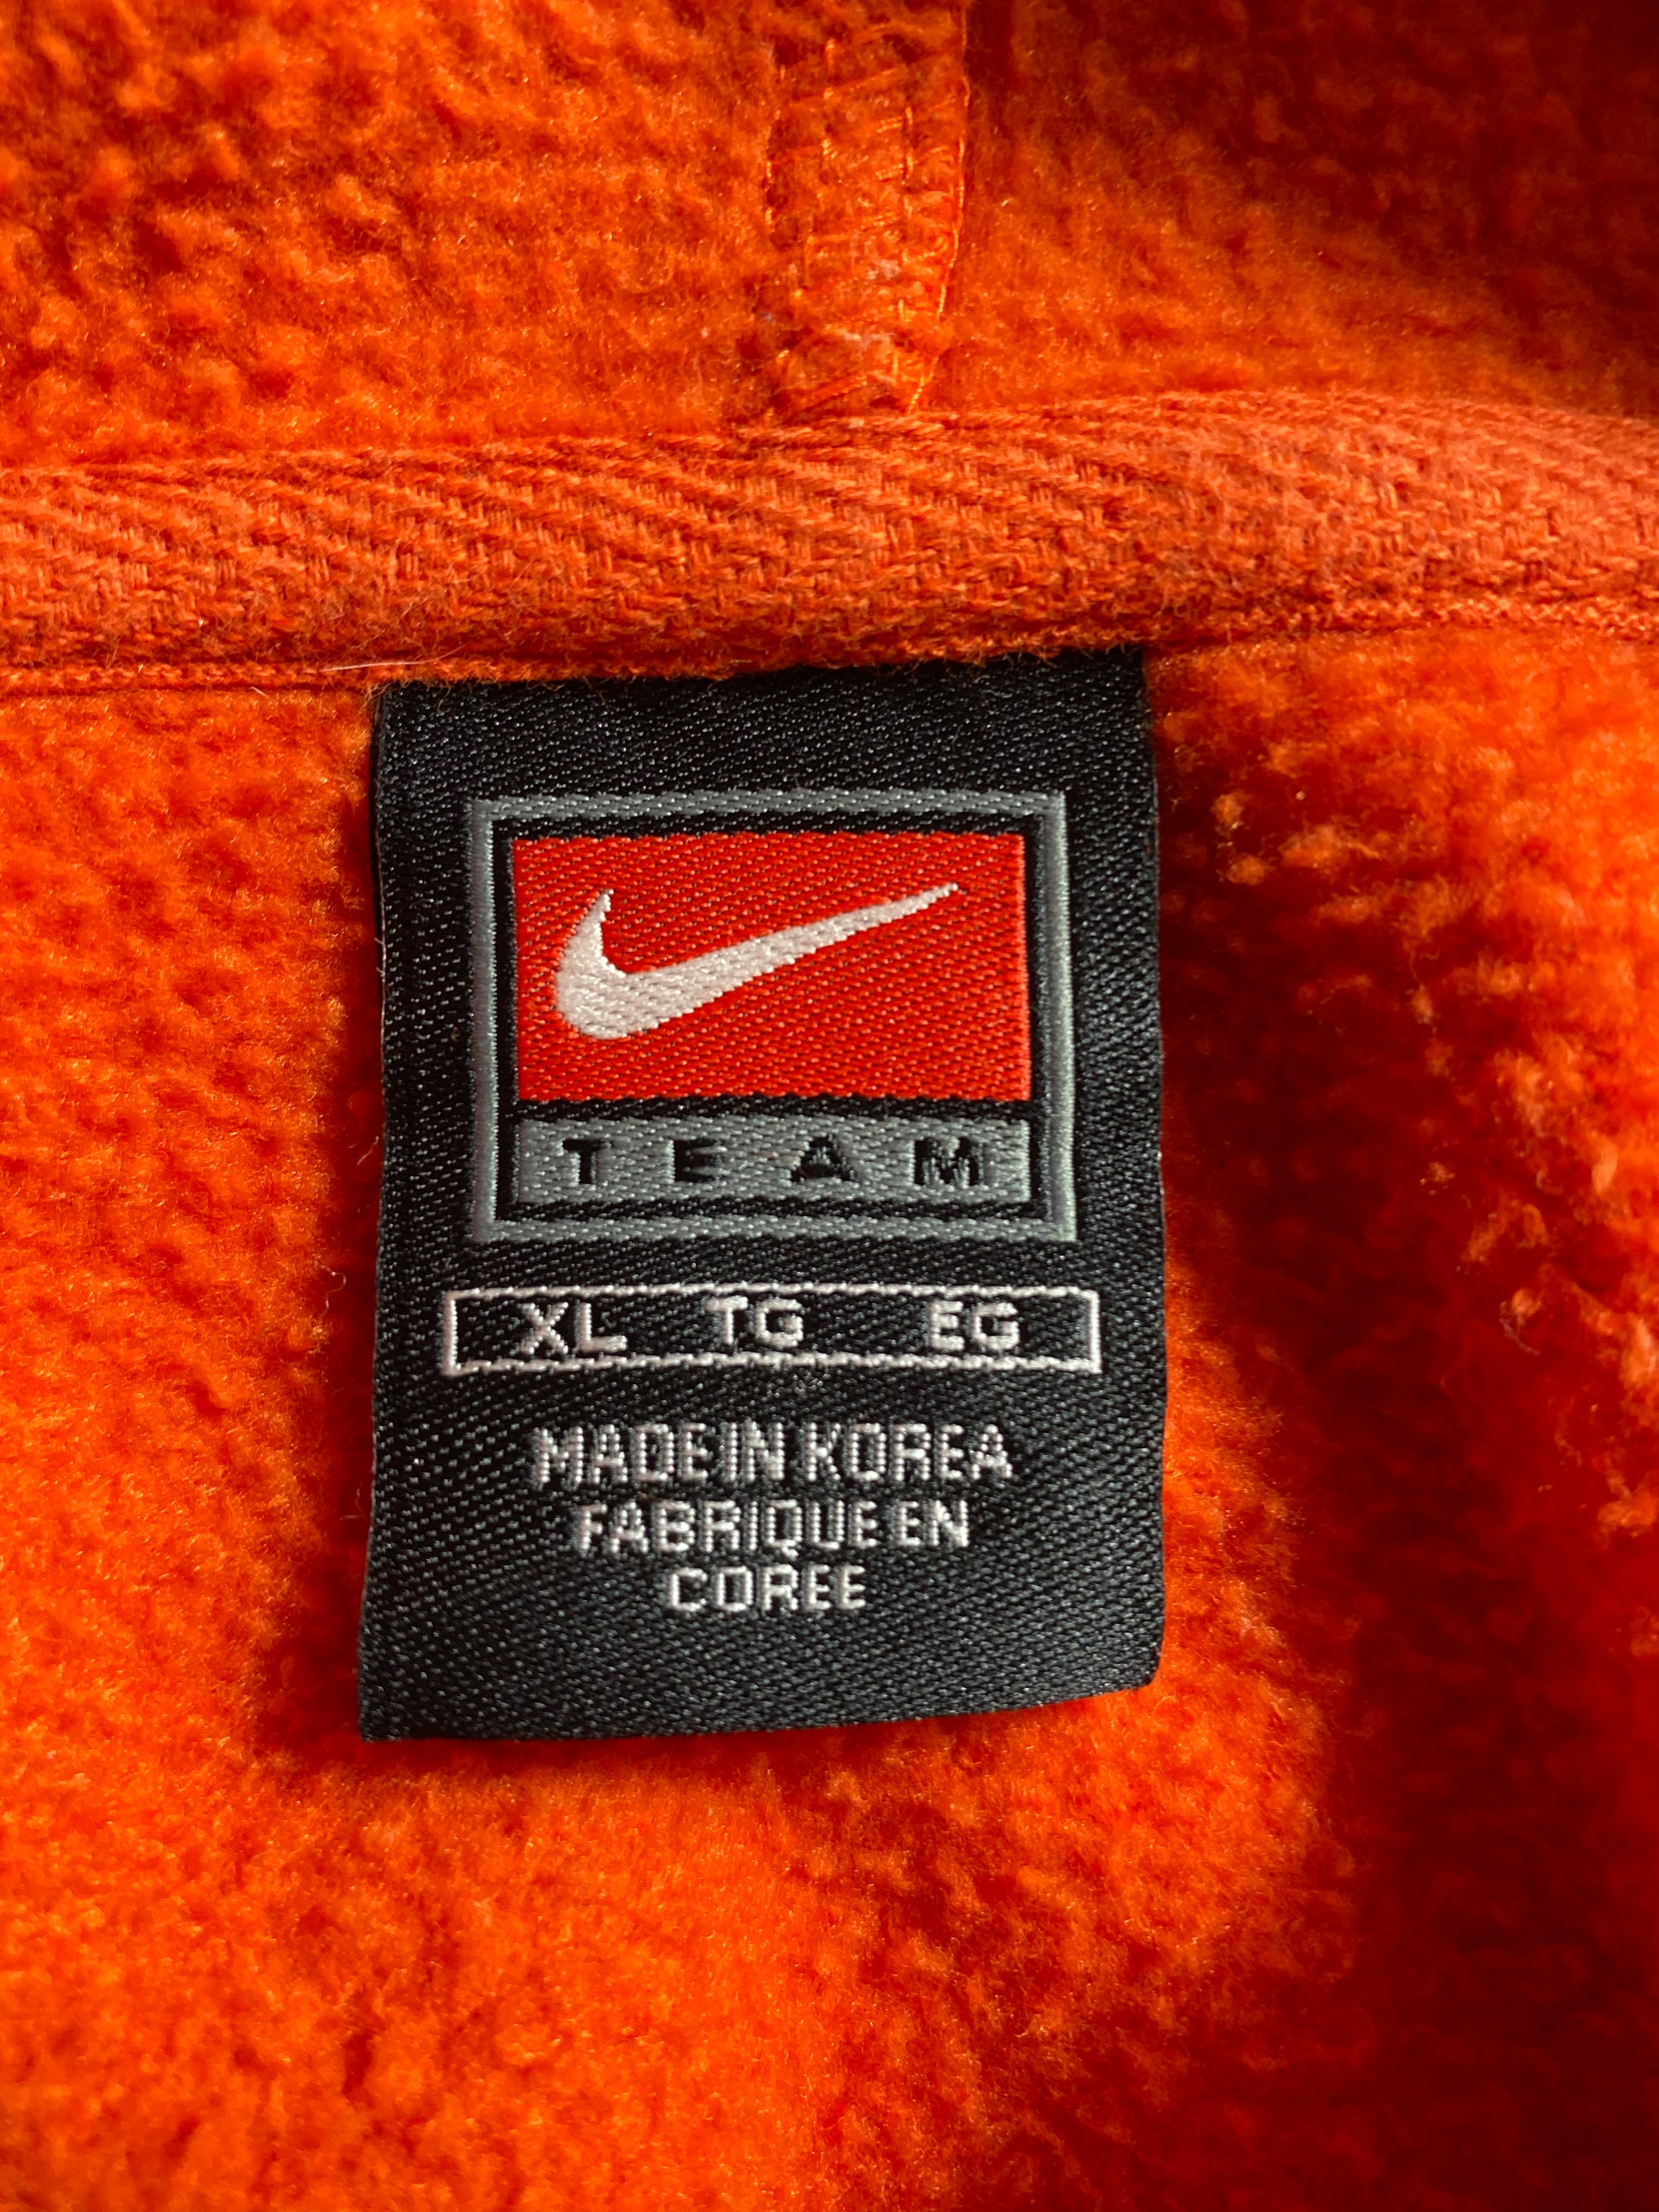 TEAM
XL TG EG
MADE IN KOREA
FABRIQUE EN
COREE